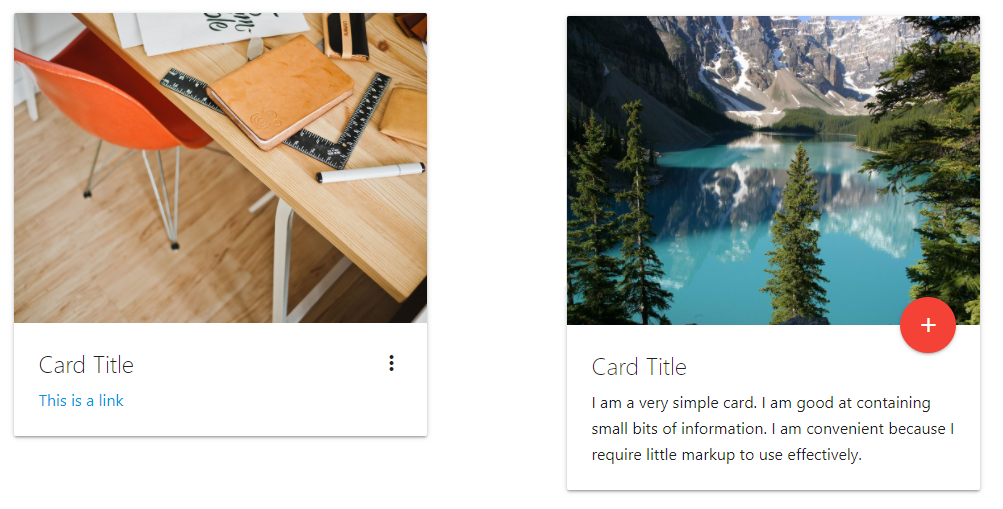 Card Title
This is a link
Card Title
I am a very simple card. I am good at containing
small bits of information. I am convenient because I
require little markup to use effectively.